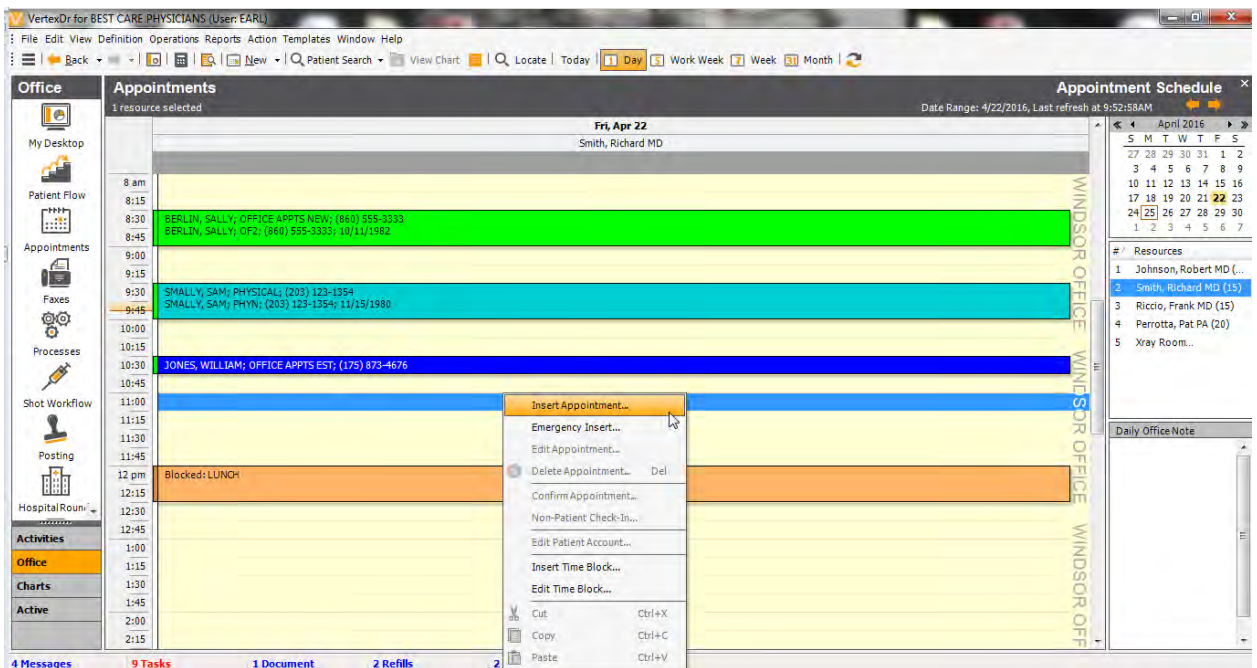 VertexDr for BEST CARE PHYSICIANS (User: EARL)
File Edit View Definition Operations Reports Action Templates Window Help
Back New Patient Search View Chart Locate Today 1 Day 5 Work Week 7 Week 31 Month
Office
My Desktop
Patient Flow
Appointments
Faxes
Processes
Shot Workflow
Posting
Hospital Roun
Activities
Office
Charts
Active
Appointments
1 resource selected
Appointment Schedule
Date Range: 4/22/2016, Last refresh at 9:52:58AM
Fri, Apr 22
Smith, Richard MD
8 am
8:15
8:30
8:45
9:00
9:15
9:30
9:45
10:00
10:15
10:30
10:45
11:00
11:15
11:30
11:45
12 pm
12:15
12:30
12:45
1:00
1:15
1:30
1:45
2:00
2:15
BERLIN, SALLY; OFFICE APPTS NEW; (860) 555-3333
BERLIN, SALLY; OF2; (860) 555-3333; 10/11/1982
SMALLY, SAM; PHYSICAL; (203) 123-1354
SMALLY, SAM; PHYN; (203) 123-1354; 11/15/1980
JONES, WILLIAM; OFFICE APPTS EST; (175) 873-4676
Blocked: LUNCH
WINDSOR OFFICE
WINDSOR OFFICE
WINDSOR OFF
Insert Appointment...
Emergency Insert...
Edit Appointment...
Delete Appointment... Del
Confirm Appointment...
Non-Patient Check-In...
Edit Patient Account...
Insert Time Block...
Edit Time Block...
Cut Ctrl+X
Copy Ctrl+C
Paste Ctrl+V
April 2016
S M T W T F S
27 28 29 30 31 1 2
3 4 5 6 7 8 9
10 11 12 13 14 15 16
17 18 19 20 21 22 23
24 25 26 27 28 29 30
1 2 3 4 5 6 7
# Resources
1 Johnson, Robert MD (...
2 Smith, Richard MD (15)
3 Riccio, Frank MD (15)
4 Perrotta, Pat PA (20)
5 Xray Room...
Daily Office Note
4 Messages 9 Tasks 1 Document 2 Refills 2